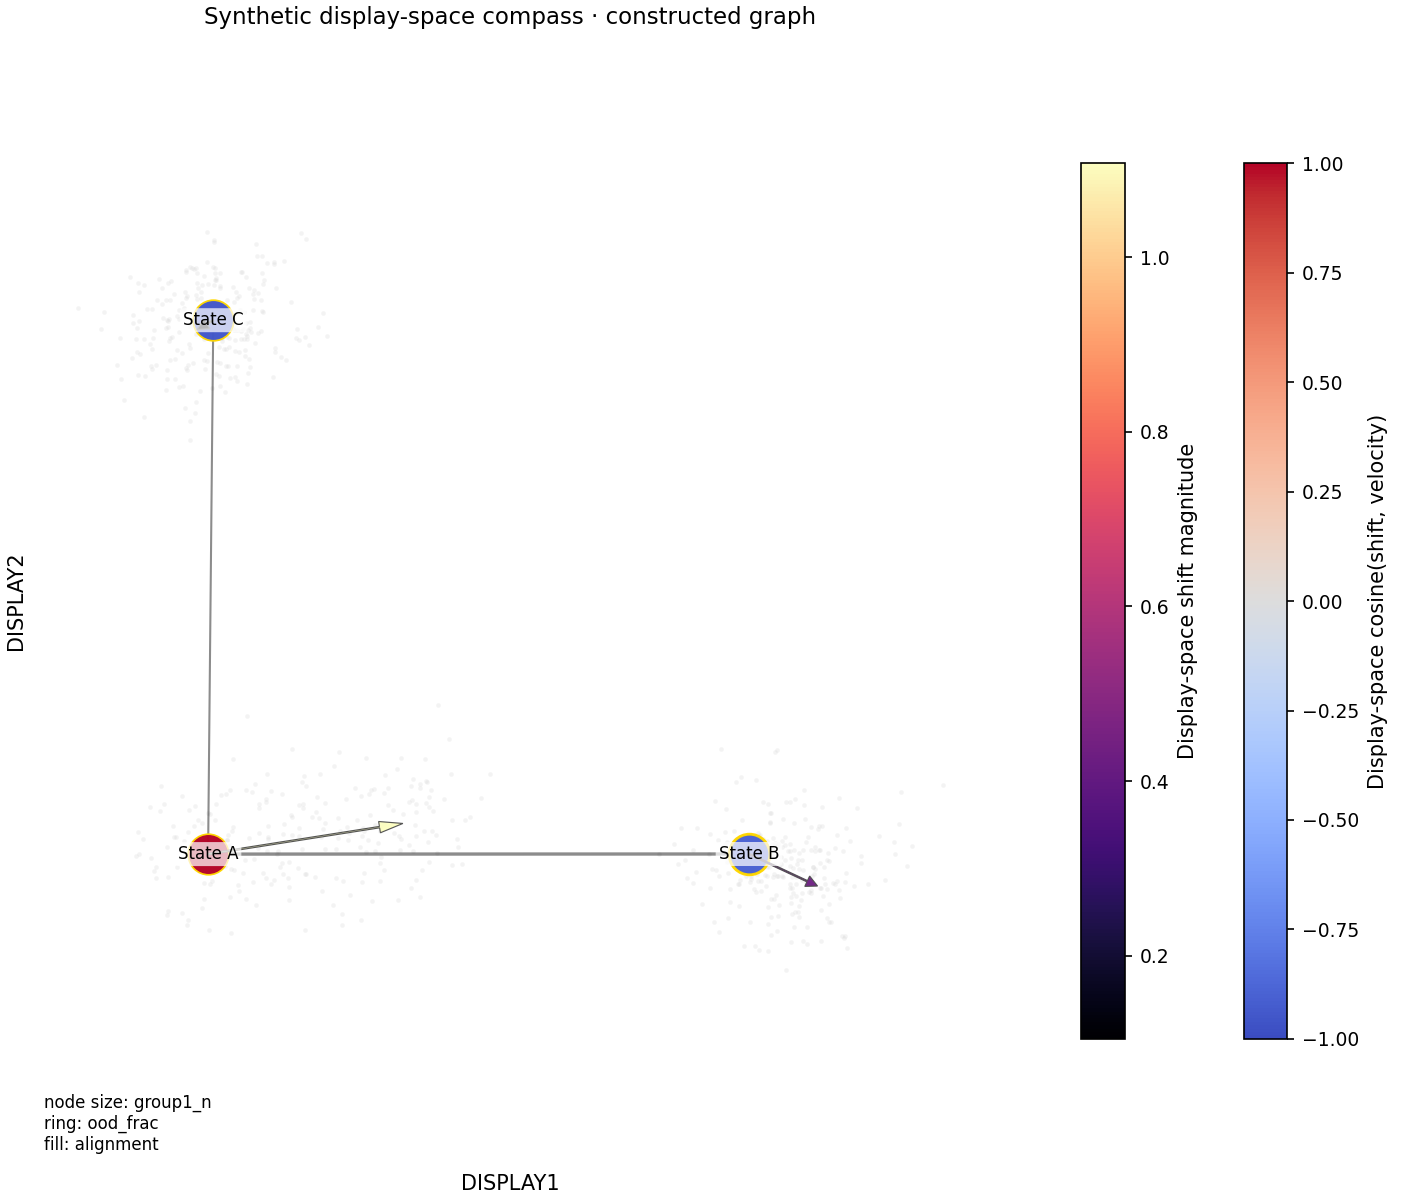 Synthetic display-space compass · constructed graph
State C
State A
State B
DISPLAY2
DISPLAY1
node size: group1_n
ring: ood_frac
fill: alignment
1.0
0.8
0.6
0.4
0.2
Display-space shift magnitude
1.00
0.75
0.50
0.25
0.00
−0.25
−0.50
−0.75
−1.00
Display-space cosine(shift, velocity)